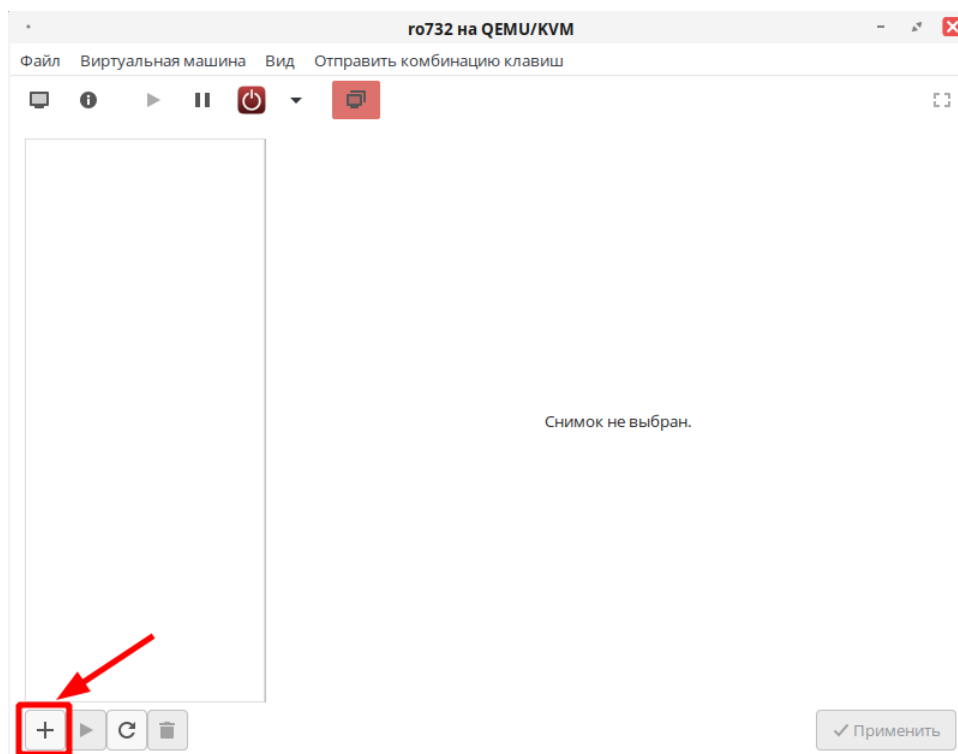 ro732 на QEMU/KVM
Файл Виртуальная машина Вид Отправить комбинацию клавиш
Снимок не выбран.
Применить